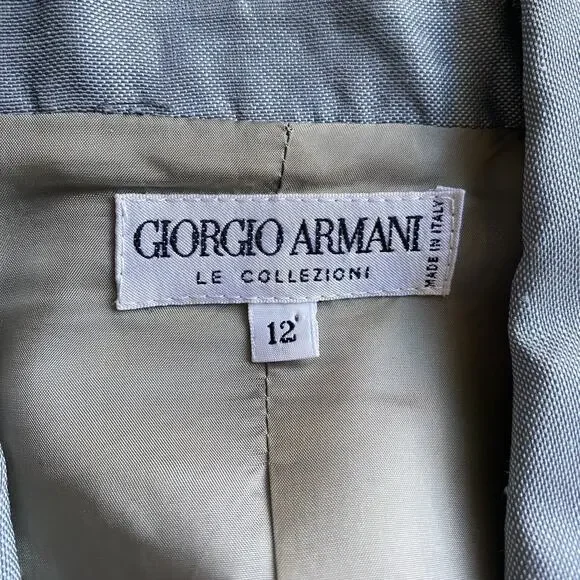 GIORGIO ARMANI
LE COLLEZIONI
MADE IN ITALY
12